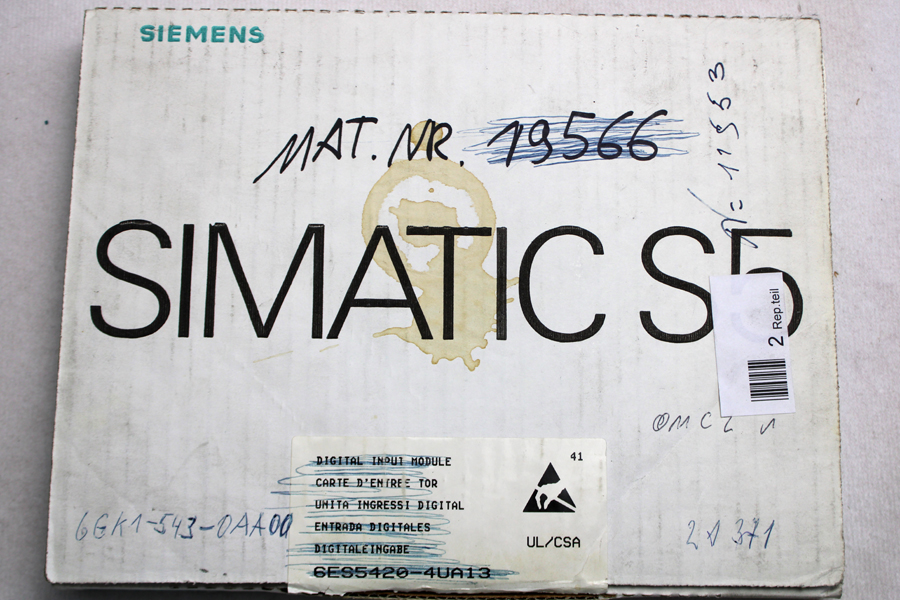 SIEMENS
MAT. NR. 19566
N= 11953
SIMATIC S5
2 Rep.teil
DIGITAL INPUT MODULE
CARTE D'ENTREE TOR
UNITA INGRESSI DIGITAL
ENTRADA DIGITALES
DIGITALEINGABE
6ES5420-4UA13
41
UL/CSA
6GK1-543-0AA00